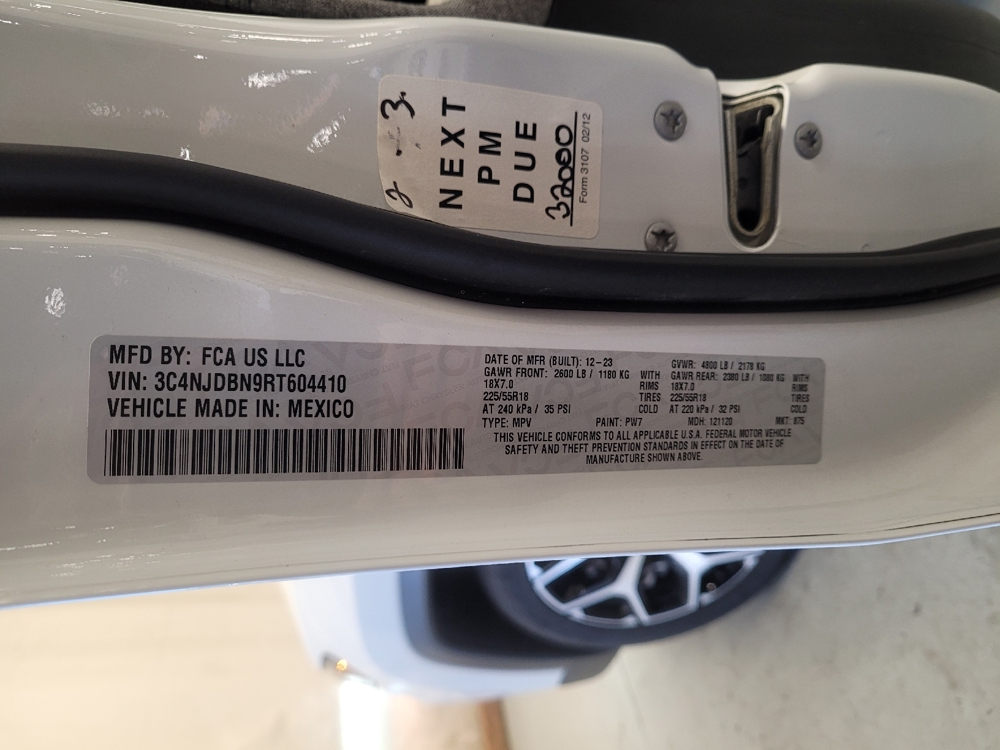 2 - 3
NEXT
PM
DUE
32000
Form 3107 02/12
MFD BY: FCA US LLC
VIN: 3C4NJDBN9RT604410
VEHICLE MADE IN: MEXICO
DATE OF MFR (BUILT): 12-23 GVWR: 4800 LB / 2178 KG
GAWR FRONT: 2600 LB / 1180 KG WITH GAWR REAR: 2380 LB / 1080 KG WITH
18X7.0 RIMS 18X7.0 RIMS
225/55R18 TIRES 225/55R18 TIRES
AT 240 kPa / 35 PSI COLD AT 220 kPa / 32 PSI COLD
TYPE: MPV PAINT: PW7 MDH: 121120 MKT: 875
THIS VEHICLE CONFORMS TO ALL APPLICABLE U.S.A. FEDERAL MOTOR VEHICLE
SAFETY AND THEFT PREVENTION STANDARDS IN EFFECT ON THE DATE OF
MANUFACTURE SHOWN ABOVE.